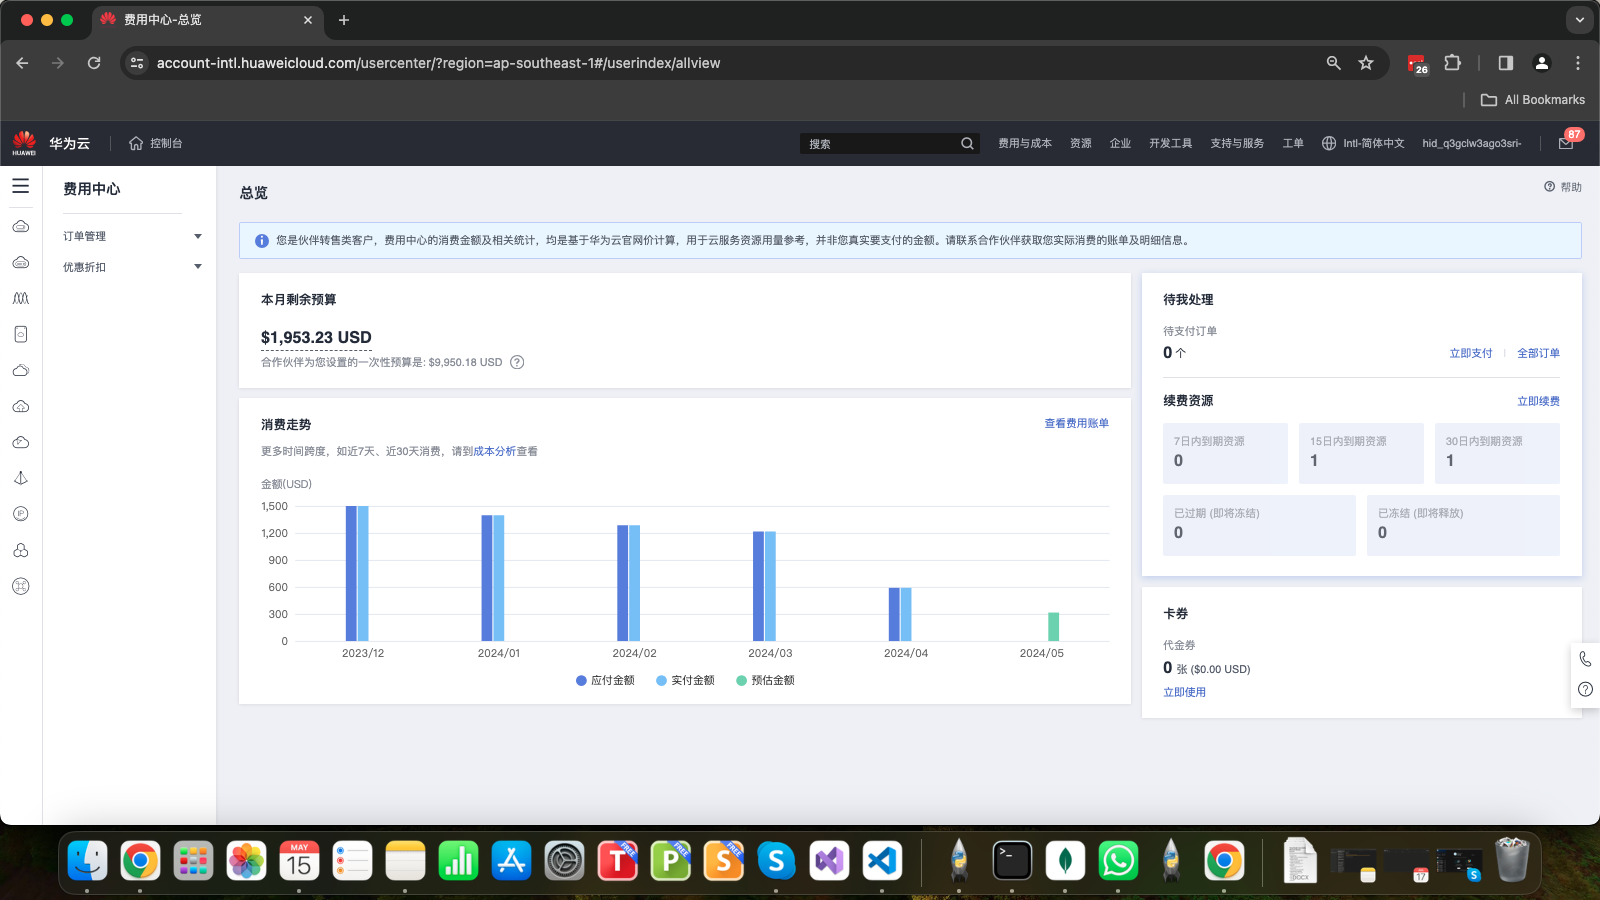 费用中心-总览
account-intl.huaweicloud.com/usercenter/?region=ap-southeast-1#/userindex/allview
26
All Bookmarks
HUAWEI
华为云
控制台
搜索
费用与成本
资源
企业
开发工具
支持与服务
工单
Intl-简体中文
hid_q3gclw3ago3sri-
87
费用中心
订单管理
优惠折扣
总览
帮助
您是伙伴转售类客户，费用中心的消费金额及相关统计，均是基于华为云官网价计算，用于云服务资源用量参考，并非您真实要支付的金额。请联系合作伙伴获取您实际消费的账单及明细信息。
本月剩余预算
$1,953.23 USD
合作伙伴为您设置的一次性预算是: $9,950.18 USD
消费走势
查看费用账单
更多时间跨度，如近7天、近30天消费，请到成本分析查看
金额(USD)
1,500
1,200
900
600
300
0
2023/12
2024/01
2024/02
2024/03
2024/04
2024/05
应付金额
实付金额
预估金额
待我处理
待支付订单
0 个
立即支付
全部订单
续费资源
立即续费
7日内到期资源
0
15日内到期资源
1
30日内到期资源
1
已过期 (即将冻结)
0
已冻结 (即将释放)
0
卡券
代金券
0 张 ($0.00 USD)
立即使用
MAY
15
T
FREE
P
FREE
S
FREE
S
>_
.DOCX
17
S